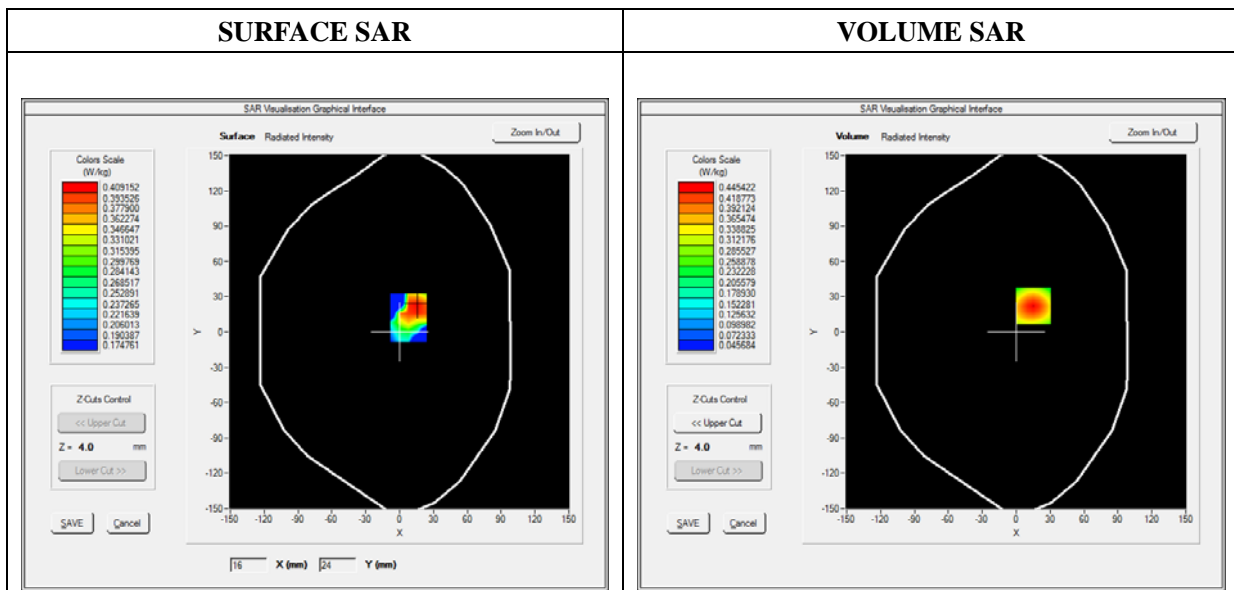 SURFACE SAR
VOLUME SAR
SAR Visualisation Graphical Interface
Surface Radiated Intensity
Zoom In/Out
Colors Scale
(W/kg)
0.409152
0.393526
0.377900
0.362274
0.346647
0.331021
0.315395
0.299769
0.284143
0.268517
0.252891
0.237265
0.221639
0.206013
0.190387
0.174761
Z-Cuts Control
<< Upper Cut
Z = 4.0 mm
Lower Cut >>
SAVE Cancel
150
120
90
60
30
0
-30
-60
-90
-120
-150
Y
-150 -120 -90 -60 -30 0 30 60 90 120 150
X
16 X (mm) 24 Y (mm)
SAR Visualisation Graphical Interface
Volume Radiated Intensity
Zoom In/Out
Colors Scale
(W/kg)
0.445422
0.418773
0.392124
0.365474
0.338825
0.312176
0.285527
0.258878
0.232228
0.205579
0.178930
0.152281
0.125632
0.098982
0.072333
0.045684
Z-Cuts Control
<< Upper Cut
Z = 4.0 mm
Lower Cut >>
SAVE Cancel
150
120
90
60
30
0
-30
-60
-90
-120
-150
Y
-150 -120 -90 -60 -30 0 30 60 90 120 150
X